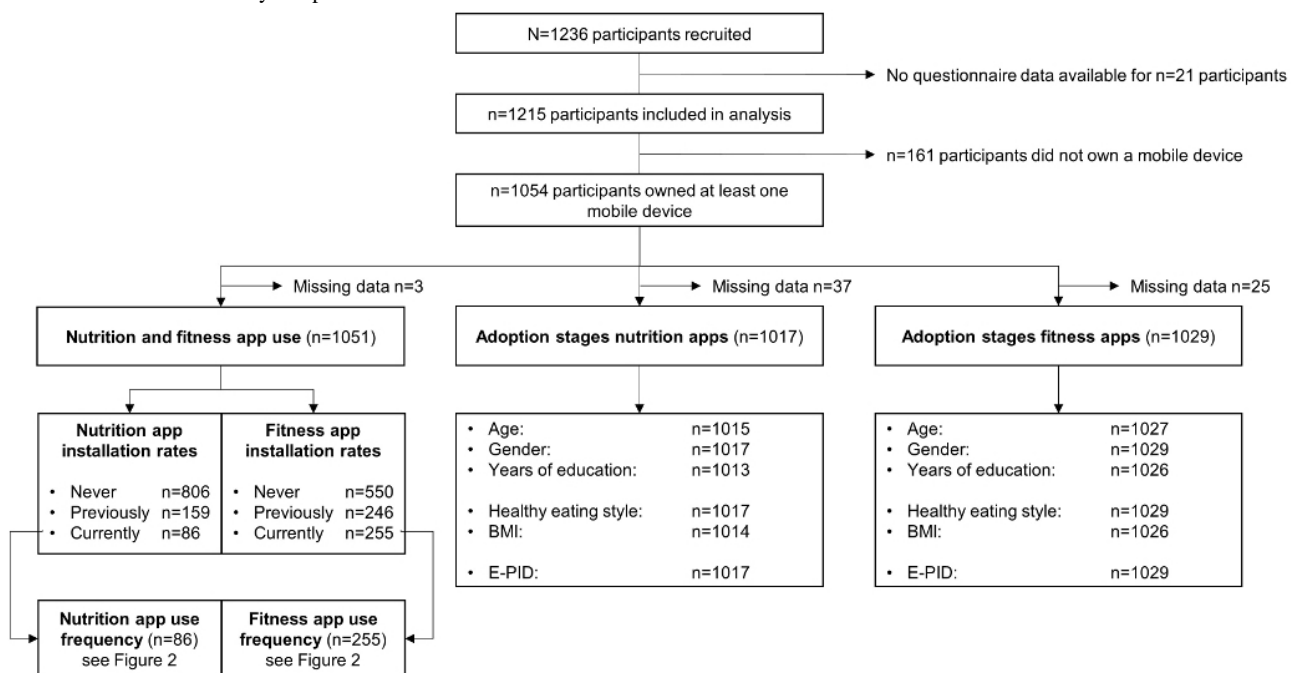 N=1236 participants recruited
No questionnaire data available for n=21 participants
n=1215 participants included in analysis
n=161 participants did not own a mobile device
n=1054 participants owned at least one
mobile device
Missing data n=3
Missing data n=37
Missing data n=25
Nutrition and fitness app use (n=1051)
Adoption stages nutrition apps (n=1017)
Adoption stages fitness apps (n=1029)
Nutrition app
installation rates
• Never n=806
• Previously n=159
• Currently n=86
Fitness app
installation rates
• Never n=550
• Previously n=246
• Currently n=255
• Age: n=1015
• Gender: n=1017
• Years of education: n=1013
• Healthy eating style: n=1017
• BMI: n=1014
• E-PID: n=1017
• Age: n=1027
• Gender: n=1029
• Years of education: n=1026
• Healthy eating style: n=1029
• BMI: n=1026
• E-PID: n=1029
Nutrition app use
frequency (n=86)
see Figure 2
Fitness app use
frequency (n=255)
see Figure 2